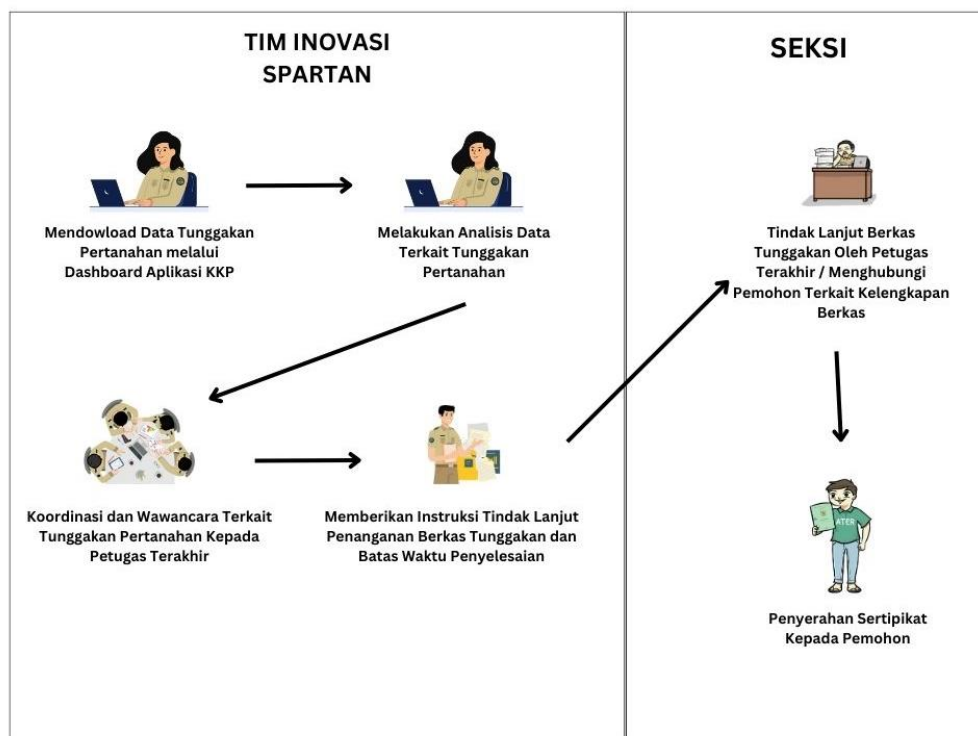 TIM INOVASI
SPARTAN
SEKSI
Mendowload Data Tunggakan
Pertanahan melalui
Dashboard Aplikasi KKP
Melakukan Analisis Data
Terkait Tunggakan
Pertanahan
Tindak Lanjut Berkas
Tunggakan Oleh Petugas
Terakhir / Menghubungi
Pemohon Terkait Kelengkapan
Berkas
Koordinasi dan Wawancara Terkait
Tunggakan Pertanahan Kepada
Petugas Terakhir
Memberikan Instruksi Tindak Lanjut
Penanganan Berkas Tunggakan dan
Batas Waktu Penyelesaian
ATER
Penyerahan Sertipikat
Kepada Pemohon